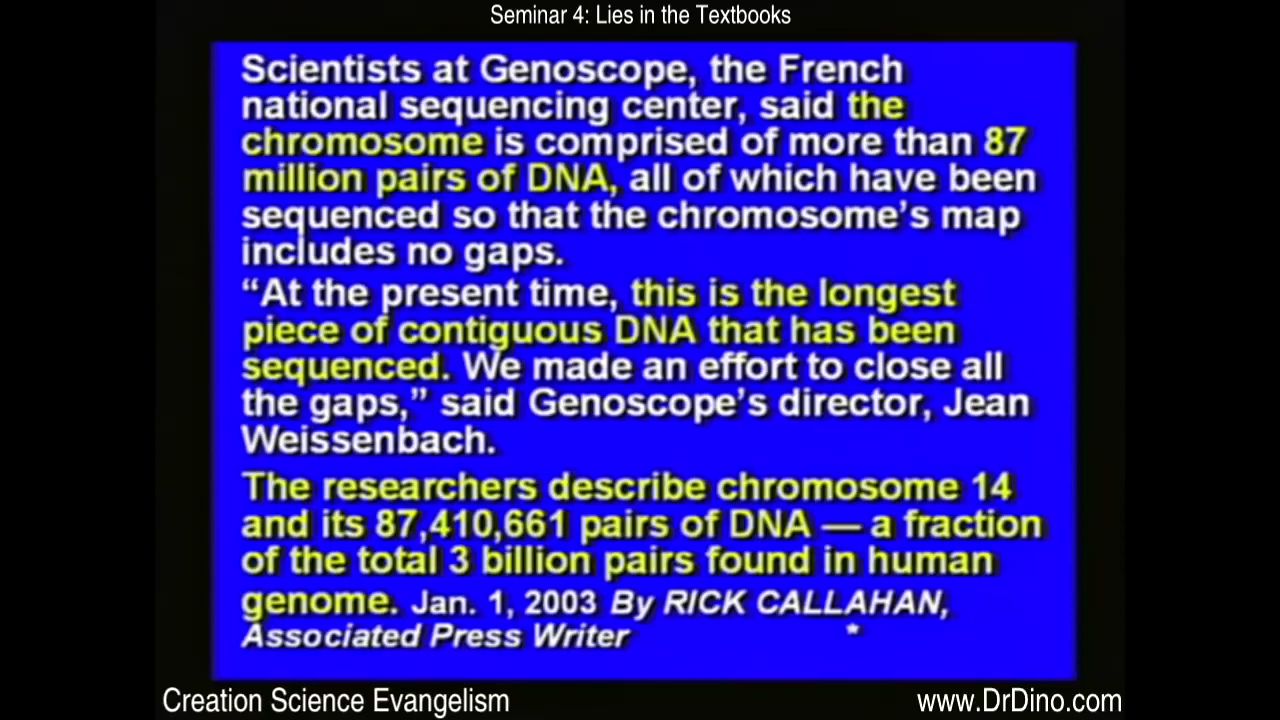 Seminar 4: Lies in the Textbooks
Scientists at Genoscope, the French
national sequencing center, said the
chromosome is comprised of more than 87
million pairs of DNA, all of which have been
sequenced so that the chromosome's map
includes no gaps.
“At the present time, this is the longest
piece of contiguous DNA that has been
sequenced. We made an effort to close all
the gaps,” said Genoscope's director, Jean
Weissenbach.
The researchers describe chromosome 14
and its 87,410,661 pairs of DNA — a fraction
of the total 3 billion pairs found in human
genome. Jan. 1, 2003 By RICK CALLAHAN,
Associated Press Writer *
Creation Science Evangelism
www.DrDino.com